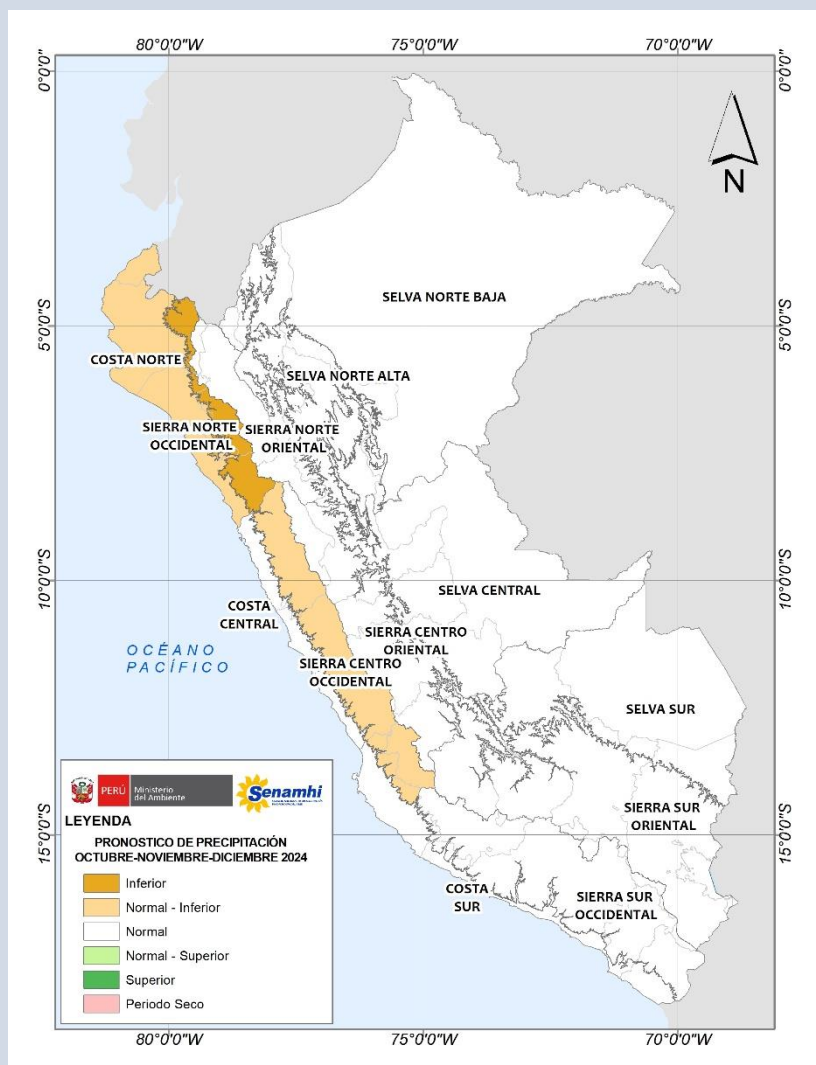 80°0'0"W 75°0'0"W 70°0'0"W
0°0'0"
0°0'0"
N
SELVA NORTE BAJA
5°0'0"S
5°0'0"S
COSTA NORTE
SELVA NORTE ALTA
SIERRA NORTE
OCCIDENTAL
SIERRA NORTE
ORIENTAL
10°0'0"S
10°0'0"S
SELVA CENTRAL
COSTA
CENTRAL
SIERRA CENTRO
ORIENTAL
OCÉANO
PACÍFICO
SIERRA CENTRO
OCCIDENTAL
SELVA SUR
SIERRA SUR
ORIENTAL
15°0'0"S
15°0'0"S
COSTA
SUR
SIERRA SUR
OCCIDENTAL
PERÚ
Ministerio
del Ambiente
Senamhi
LEYENDA
PRONOSTICO DE PRECIPITACIÓN
OCTUBRE-NOVIEMBRE-DICIEMBRE 2024
Inferior
Normal - Inferior
Normal
Normal - Superior
Superior
Periodo Seco
80°0'0"W 75°0'0"W 70°0'0"W